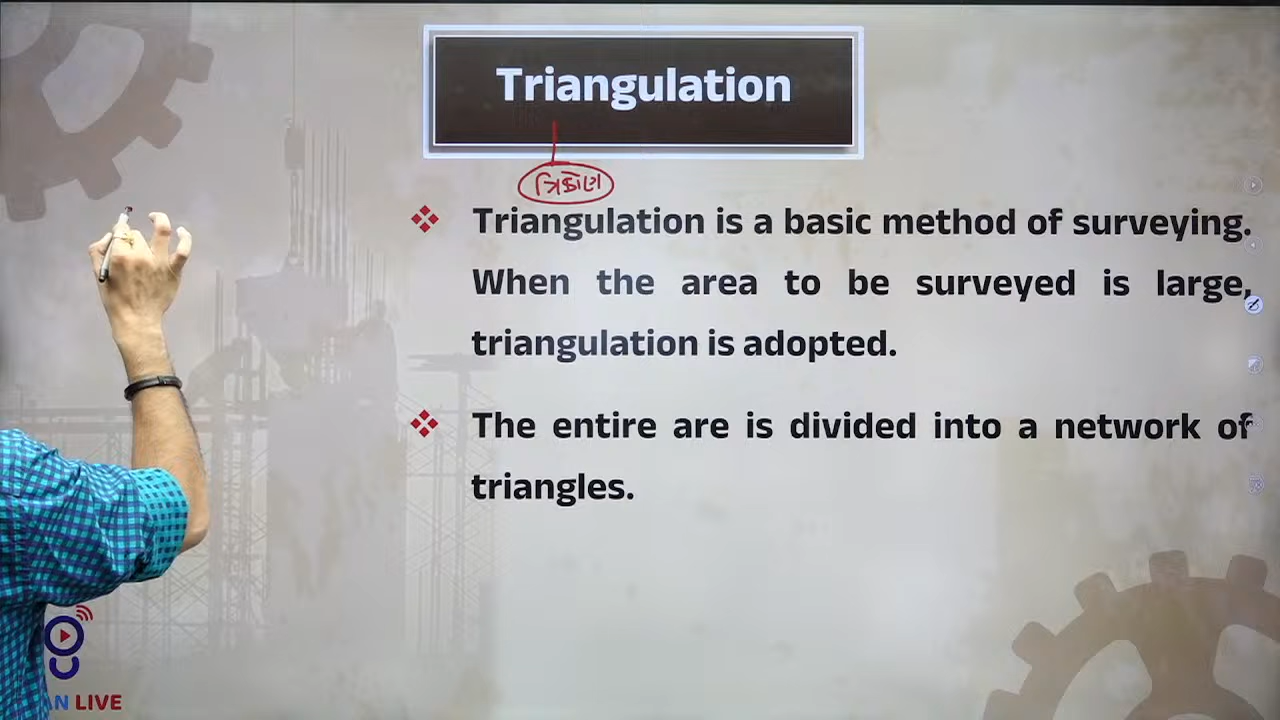 Triangulation
ત્રિકોણ
Triangulation is a basic method of surveying.
When the area to be surveyed is large,
triangulation is adopted.
The entire are is divided into a network of
triangles.
AN LIVE